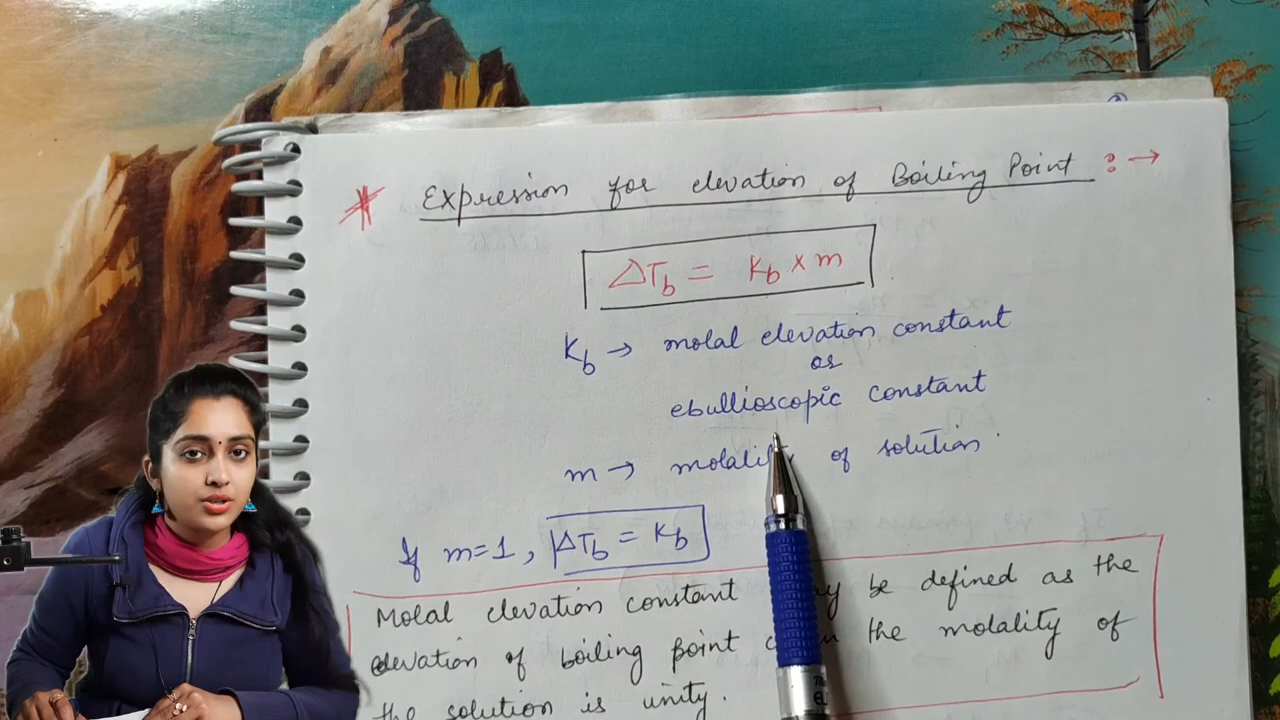 * Expression for elevation of Boiling Point :→
ΔTb = Kb × m
Kb → molal elevation constant
or
ebullioscopic constant
m → molality of solution
If m=1, ΔTb = Kb
Molal elevation constant be defined as the
elevation of boiling point the molality of
the solution is unity.